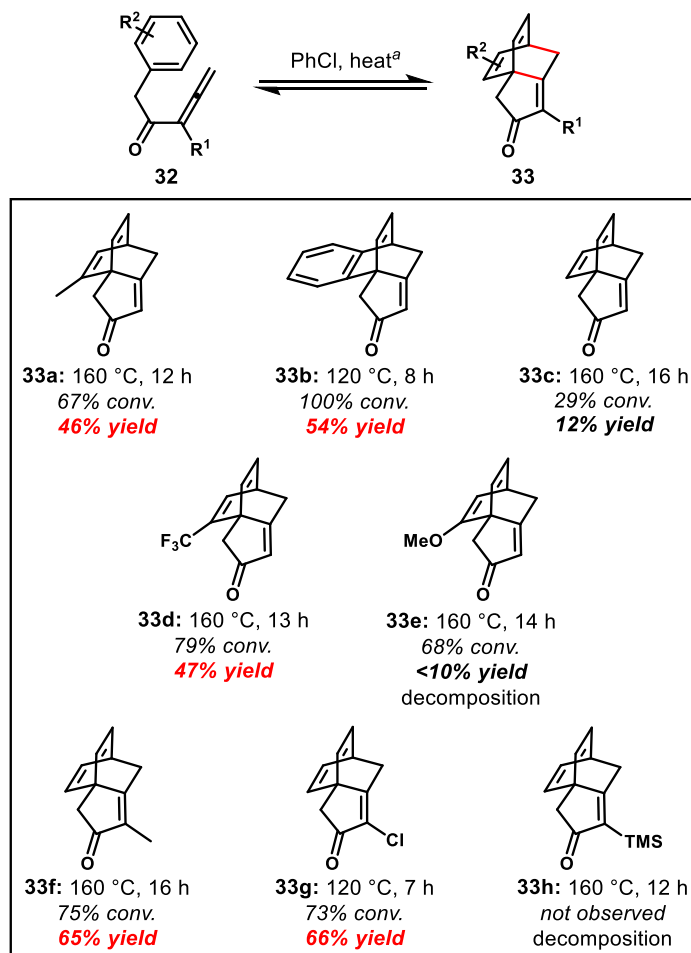 R²
O
R¹
32
PhCl, heatᵃ
R²
O
R¹
33
O
33a: 160 °C, 12 h
67% conv.
46% yield
O
33b: 120 °C, 8 h
100% conv.
54% yield
O
33c: 160 °C, 16 h
29% conv.
12% yield
F₃C
O
33d: 160 °C, 13 h
79% conv.
47% yield
MeO
O
33e: 160 °C, 14 h
68% conv.
<10% yield
decomposition
O
33f: 160 °C, 16 h
75% conv.
65% yield
Cl
O
33g: 120 °C, 7 h
73% conv.
66% yield
TMS
O
33h: 160 °C, 12 h
not observed
decomposition